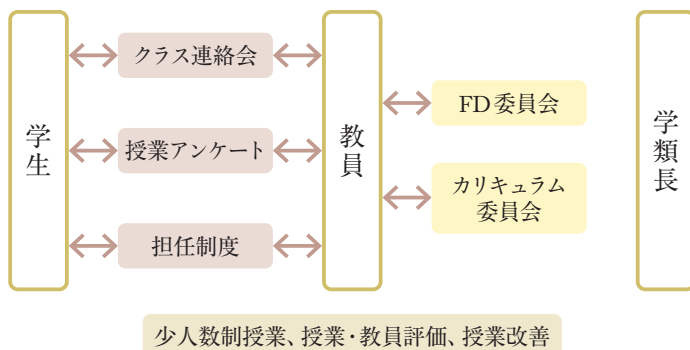 学生
クラス連絡会
授業アンケート
担任制度
教員
FD委員会
カリキュラム
委員会
学類長
少人数制授業、授業・教員評価、授業改善